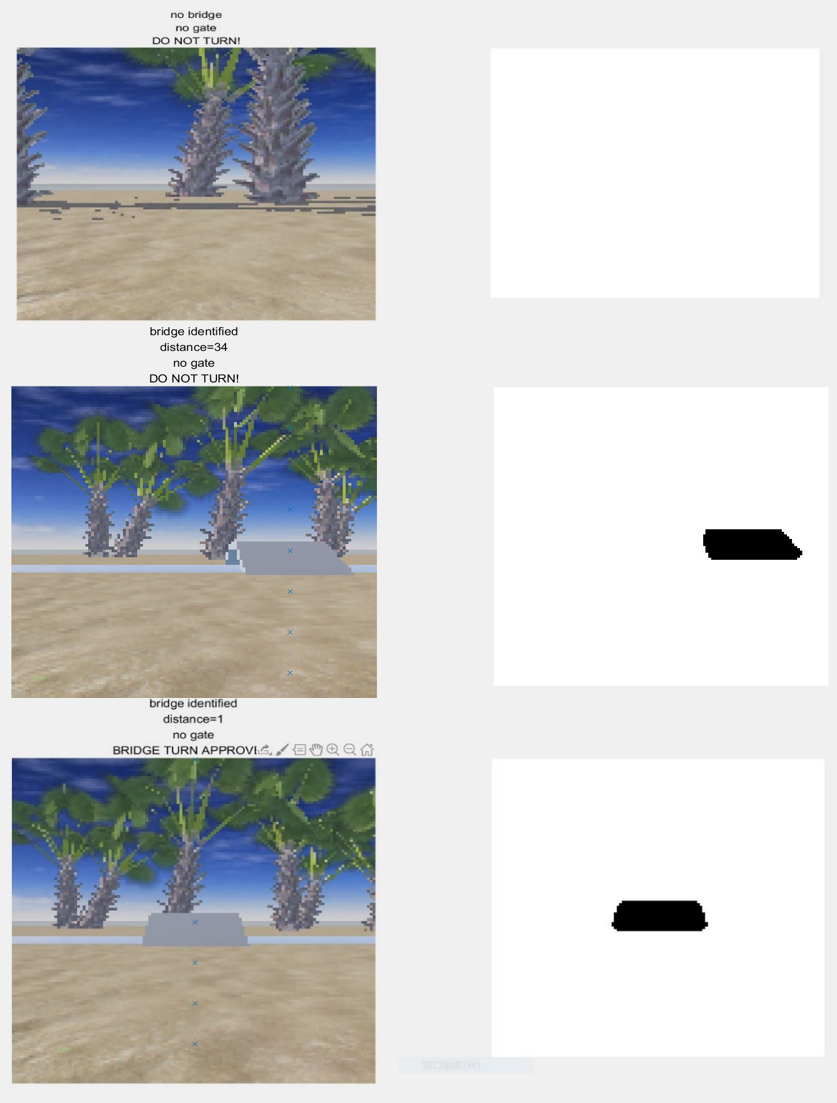 no bridge
no gate
DO NOT TURN!
bridge identified
distance=34
no gate
DO NOT TURN!
bridge identified
distance=1
no gate
BRIDGE TURN APPROVE